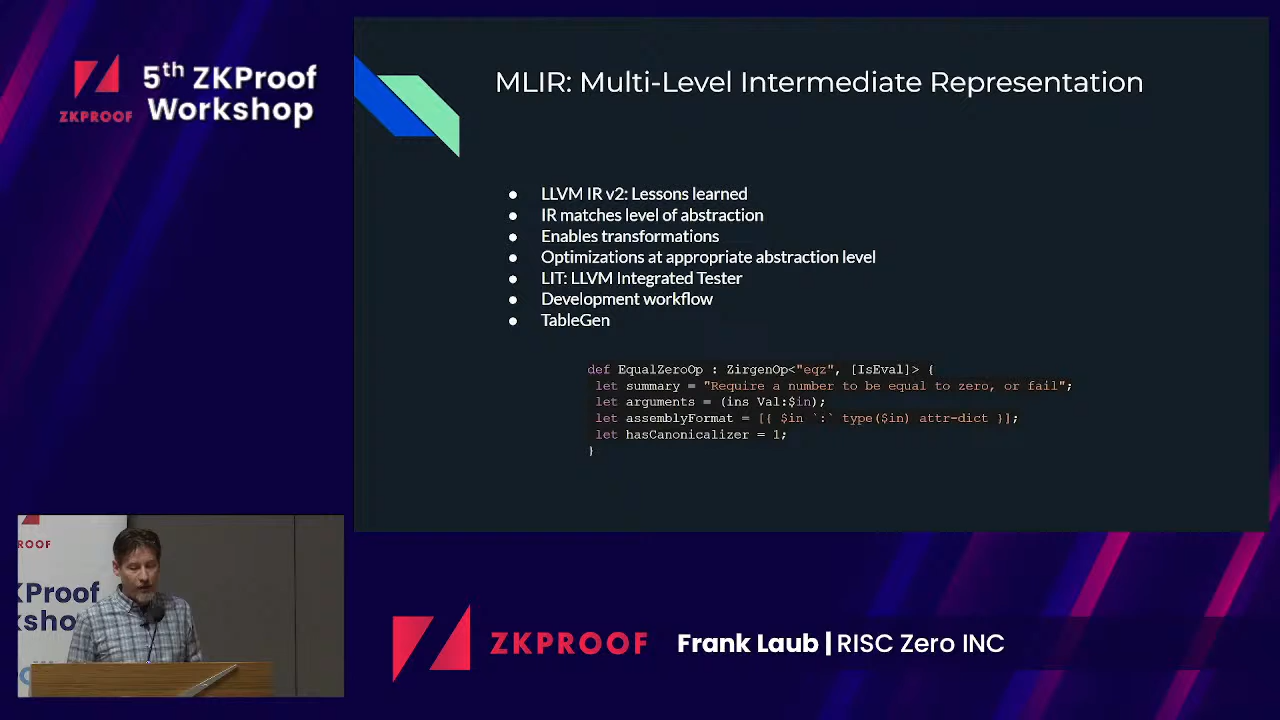 5th ZKProof
Workshop
ZKPROOF
MLIR: Multi-Level Intermediate Representation
● LLVM IR v2: Lessons learned
● IR matches level of abstraction
● Enables transformations
● Optimizations at appropriate abstraction level
● LIT: LLVM Integrated Tester
● Development workflow
● TableGen
def EqualZeroOp : ZirgenOp<"eqz", [IsEval]> {
let summary = "Require a number to be equal to zero, or fail";
let arguments = (ins Val:$in);
let assemblyFormat = [{ $in `:` type($in) attr-dict }];
let hasCanonicalizer = 1;
}
ROOF
KProof
ksho
ZKPROOF
Frank Laub | RISC Zero INC